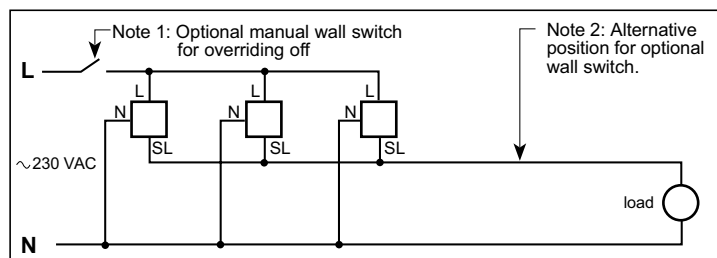 Note 1: Optional manual wall switch
for overriding off
Note 2: Alternative
position for optional
wall switch.
L
L
L
L
N
N
N
SL
SL
SL
~230 VAC
load
N